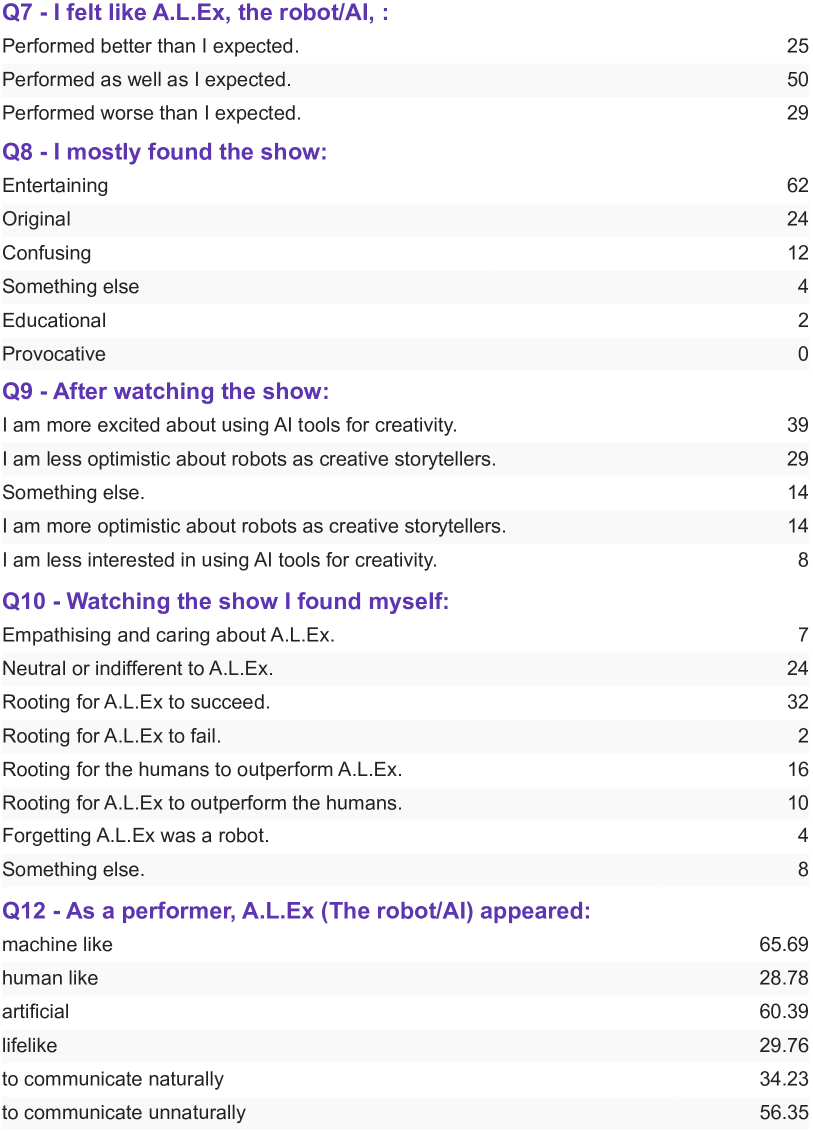 Q7 - I felt like A.L.Ex, the robot/AI, :
Performed better than I expected. 25
Performed as well as I expected. 50
Performed worse than I expected. 29
Q8 - I mostly found the show:
Entertaining 62
Original 24
Confusing 12
Something else 4
Educational 2
Provocative 0
Q9 - After watching the show:
I am more excited about using AI tools for creativity. 39
I am less optimistic about robots as creative storytellers. 29
Something else. 14
I am more optimistic about robots as creative storytellers. 14
I am less interested in using AI tools for creativity. 8
Q10 - Watching the show I found myself:
Empathising and caring about A.L.Ex. 7
Neutral or indifferent to A.L.Ex. 24
Rooting for A.L.Ex to succeed. 32
Rooting for A.L.Ex to fail. 2
Rooting for the humans to outperform A.L.Ex. 16
Rooting for A.L.Ex to outperform the humans. 10
Forgetting A.L.Ex was a robot. 4
Something else. 8
Q12 - As a performer, A.L.Ex (The robot/AI) appeared:
machine like 65.69
human like 28.78
artificial 60.39
lifelike 29.76
to communicate naturally 34.23
to communicate unnaturally 56.35